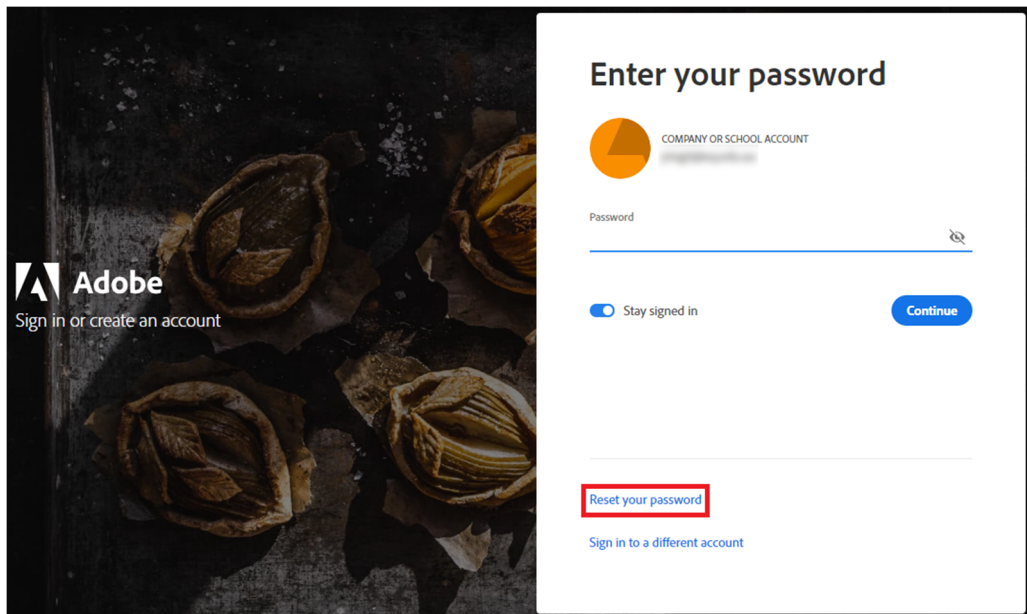 Adobe
Sign in or create an account
Enter your password
COMPANY OR SCHOOL ACCOUNT
Password
Stay signed in
Continue
Reset your password
Sign in to a different account